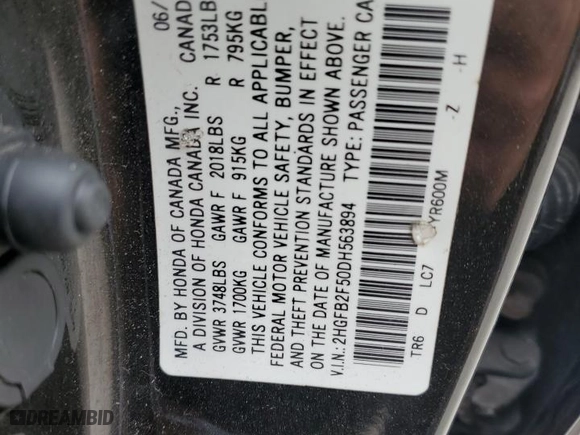 MFD. BY HONDA OF CANADA MFG., CANAD 06/
A DIVISION OF HONDA CANADA INC.
GVWR 3748LBS GAWR F 2018LBS R 1753LB
GVWR 1700KG GAWR F 915KG R 795KG
THIS VEHICLE CONFORMS TO ALL APPLICABL
FEDERAL MOTOR VEHICLE SAFETY, BUMPER,
AND THEFT PREVENTION STANDARDS IN EFFECT
ON THE DATE OF MANUFACTURE SHOWN ABOVE.
V.I.N.: 2HGFB2F50DH563894 TYPE: PASSENGER CA
TR6 D LC7 YR600M -Z -H
DREAMBID